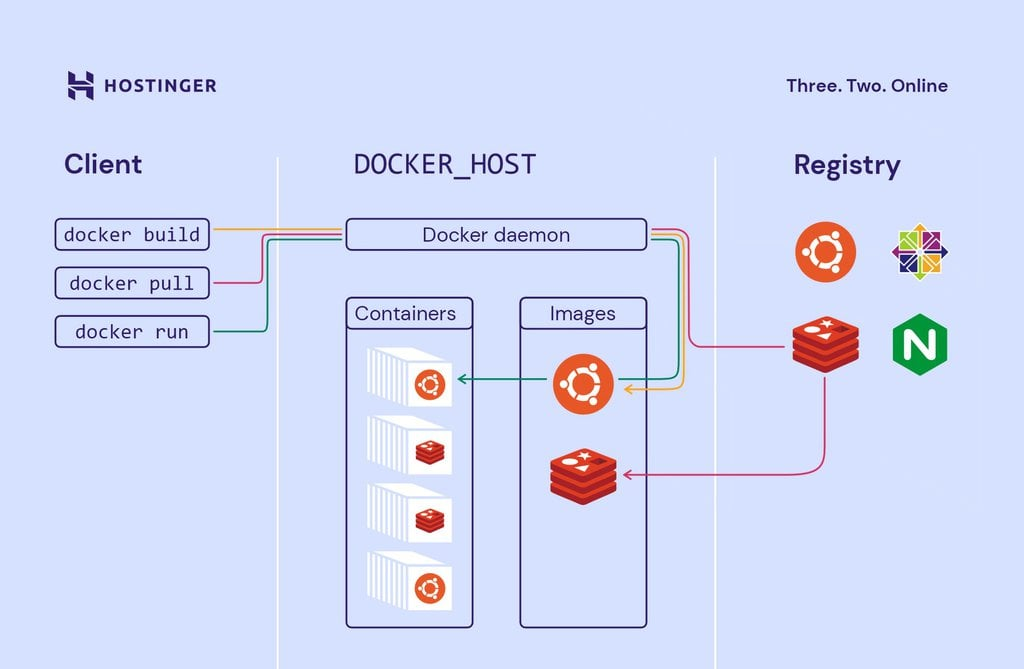 HOSTINGER
Three. Two. Online
Client
DOCKER_HOST
Registry
docker build
Docker daemon
docker pull
docker run
Containers
Images
N